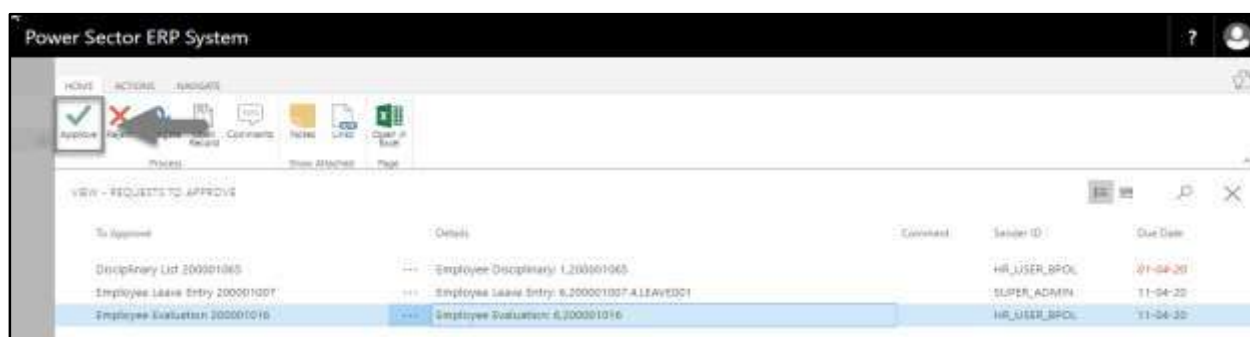 Power Sector ERP System
?
HOME ACTIONS NAVIGATE
Approve Comments Notes Links Open in Excel
Record
Process Show Attached Page
VIEW - REQUESTS TO APPROVE
To Approve Details Comment Sender ID Due Date
Disciplinary List 200001065 ... Employee Disciplinary: 1,200001065 HR_USER_BPOL 01-04-20
Employee Leave Entry 200001007 ... Employee Leave Entry: 6,200001007 A.LEAVE001 SUPER_ADMIN 11-04-20
Employee Evaluation 200001016 ... Employee Evaluation: 6,200001016 HR_USER_BPOL 11-04-20